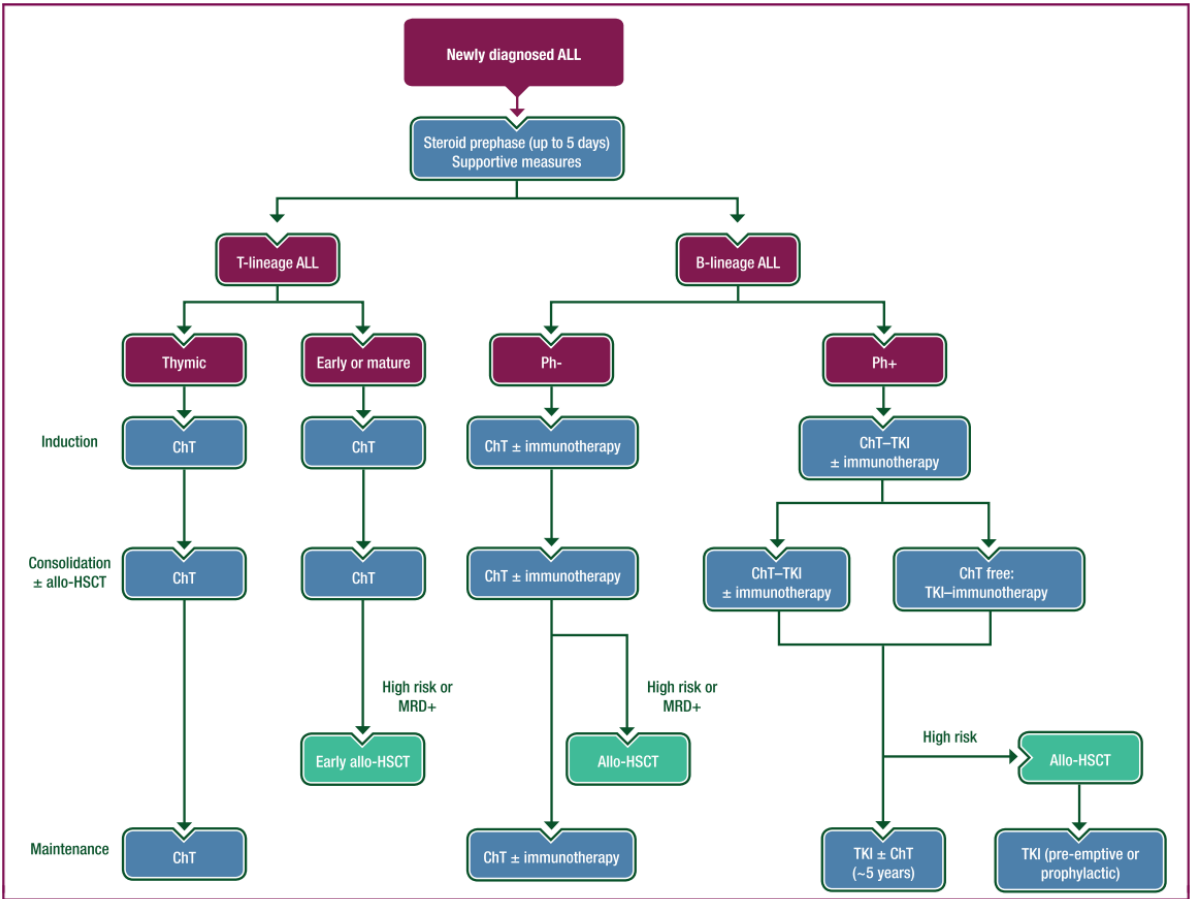 Newly diagnosed ALL
Steroid prephase (up to 5 days)
Supportive measures
T-lineage ALL
B-lineage ALL
Thymic
Early or mature
Ph-
Ph+
Induction
ChT
ChT
ChT ± immunotherapy
ChT–TKI
± immunotherapy
Consolidation
± allo-HSCT
ChT
ChT
ChT ± immunotherapy
ChT–TKI
± immunotherapy
ChT free:
TKI–immunotherapy
High risk or
MRD+
High risk or
MRD+
High risk
Early allo-HSCT
Allo-HSCT
Allo-HSCT
Maintenance
ChT
ChT ± immunotherapy
TKI ± ChT
(~5 years)
TKI (pre-emptive or
prophylactic)